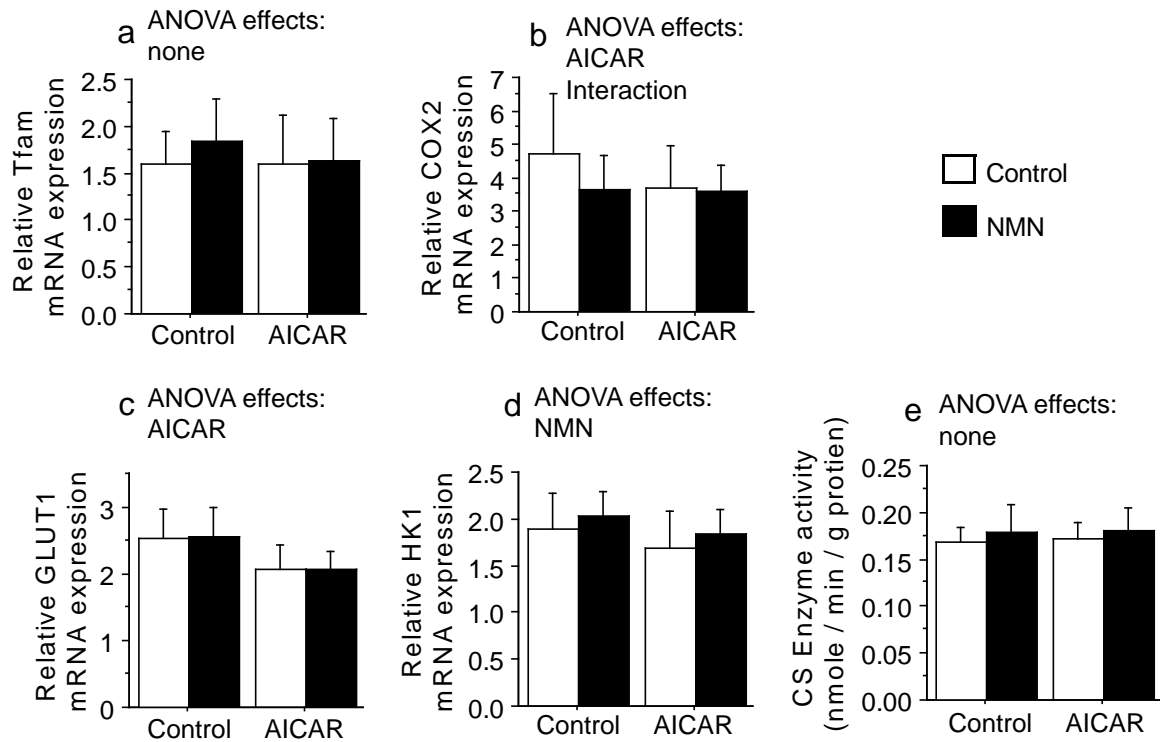 a ANOVA effects:
none
Relative Tfam
mRNA expression
2.5
2.0
1.5
1.0
0.5
0.0
Control AICAR
b ANOVA effects:
AICAR
Interaction
Relative COX2
mRNA expression
7
6
5
4
3
2
1
0
Control AICAR
Control
NMN
c ANOVA effects:
AICAR
Relative GLUT1
mRNA expression
3
2
1
0
Control AICAR
d ANOVA effects:
NMN
Relative HK1
mRNA expression
2.5
2.0
1.5
1.0
0.5
0.0
Control AICAR
e ANOVA effects:
none
CS Enzyme activity
(nmole / min / g protien)
0.25
0.20
0.15
0.10
0.05
0.00
Control AICAR